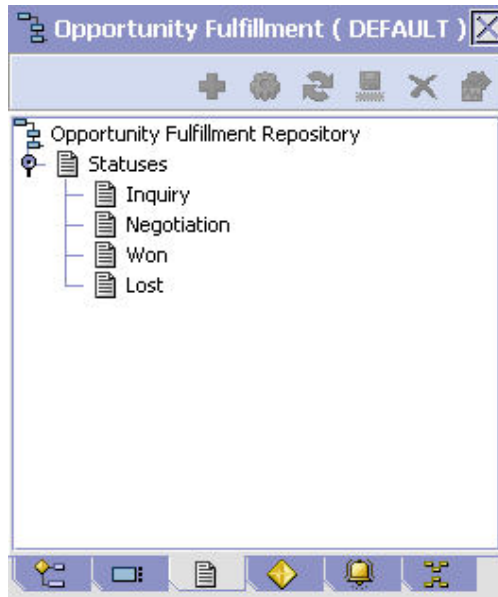 Opportunity Fulfillment ( DEFAULT )
Opportunity Fulfillment Repository
Statuses
Inquiry
Negotiation
Won
Lost